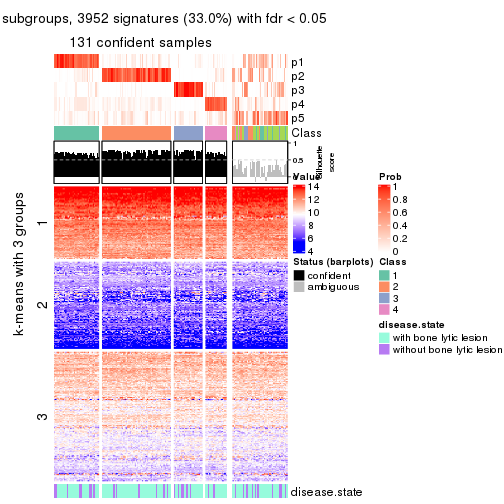 subgroups, 3952 signatures (33.0%) with fdr < 0.05
131 confident samples
p1
p2
p3
p4
p5
Class
1
0.5
0
Silhouette
score
k-means with 3 groups
1
2
3
Value
14
12
10
8
6
4
Prob
1
0.8
0.6
0.4
0.2
0
Status (barplots)
confident
ambiguous
Class
1
2
3
4
disease.state
with bone lytic lesion
without bone lytic lesion
disease.state